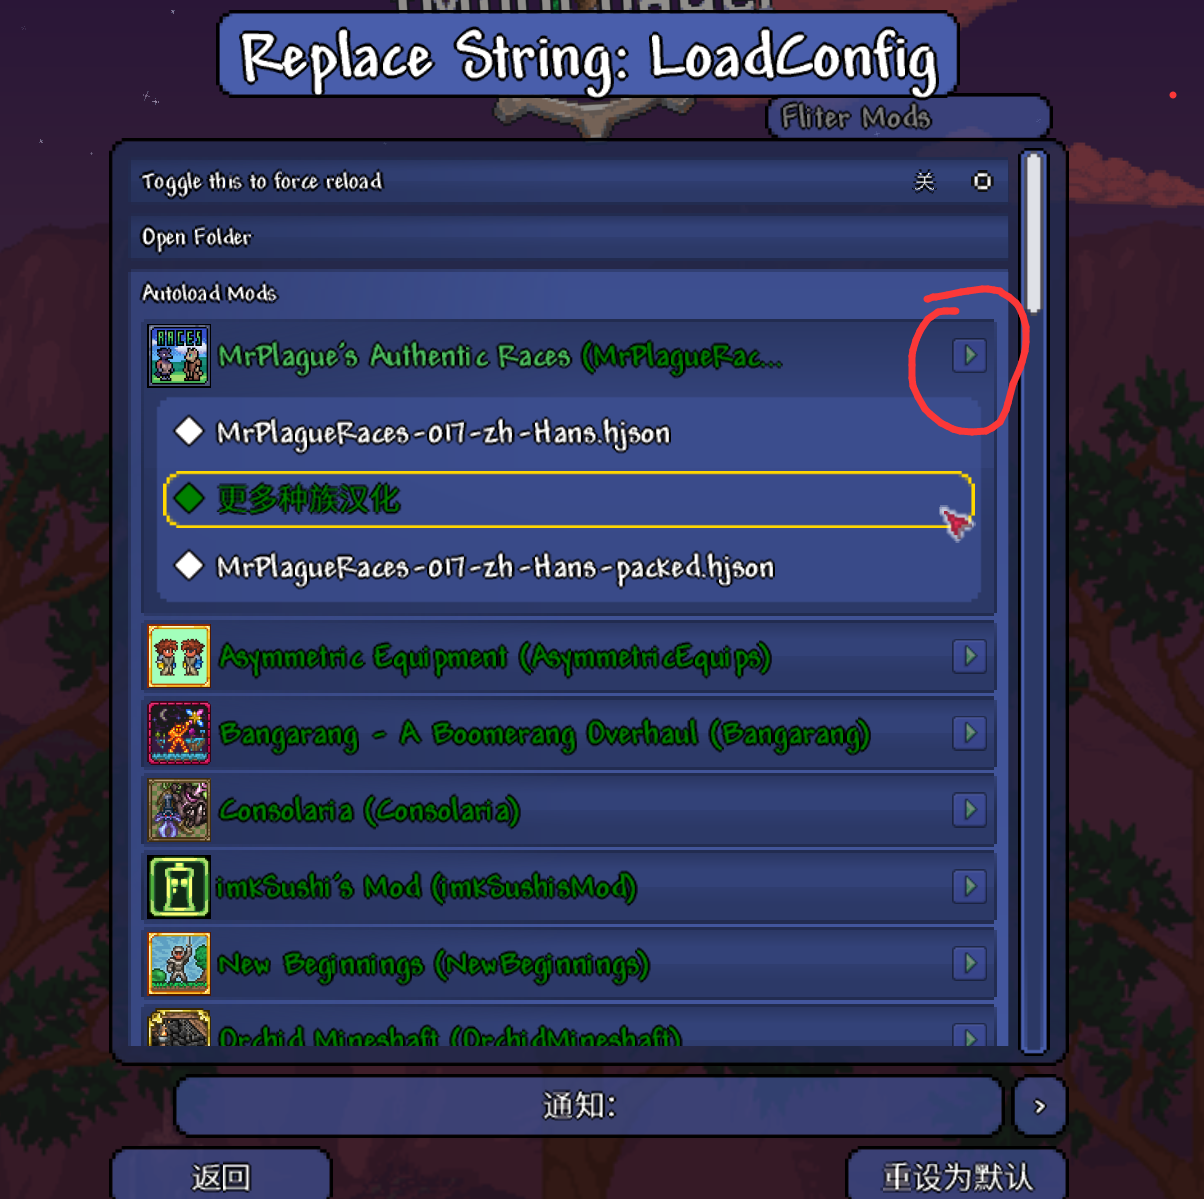 Replace String: LoadConfig
Fliter Mods
Toggle this to force reload 关
Open Folder
Autoload Mods
RACES
MrPlague's Authentic Races (MrPlagueRac...
MrPlagueRaces-017-zh-Hans.hjson
更多种族汉化
MrPlagueRaces-017-zh-Hans-packed.hjson
Asymmetric Equipment (AsymmetricEquips)
Bangarang - A Boomerang Overhaul (Bangarang)
Consolaria (Consolaria)
imkSushi's Mod (imkSushisMod)
New Beginnings (NewBeginnings)
Orchid Mineshaft (OrchidMineshaft)
通知:
>
返回
重设为默认